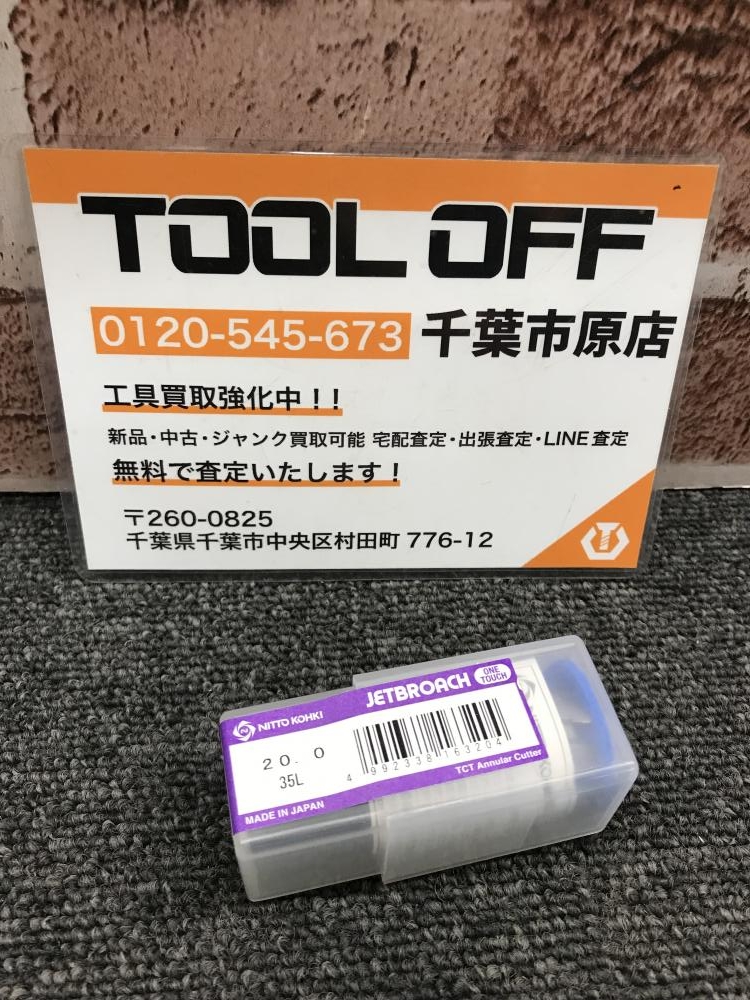 TOOL OFF
0120-545-673 千葉市原店
工具買取強化中！！
新品・中古・ジャンク買取可能 宅配査定・出張査定・LINE査定
無料で査定いたします！
〒260-0825
千葉県千葉市中央区村田町 776-12
NITTO KOHKI
JETBROACH
ONE TOUCH
20. 0
35L
4 992338 163204
MADE IN JAPAN
TCT Annular Cutter